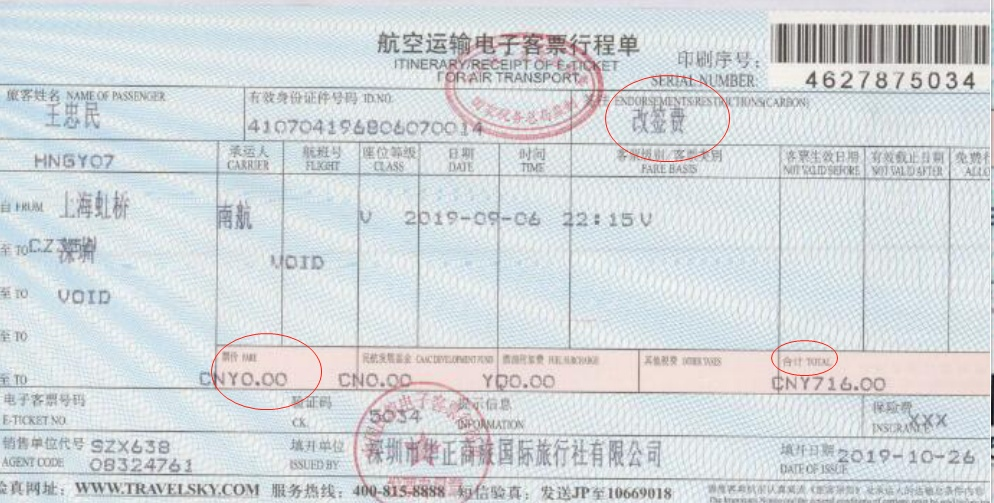 航空运输电子客票行程单
ITINERARY/RECEIPT OF E-TICKET
FOR AIR TRANSPORT
印刷序号:
SERIAL NUMBER:
4627875034
旅客姓名 NAME OF PASSENGER
王忠民
有效身份证件号码 ID.NO.
410704196806070014
ENDORSEMENTS/RESTRICTIONS(CARBON)
改签费
HNGY07
承运人 CARRIER
航班号 FLIGHT
座位等级 CLASS
日期 DATE
时间 TIME
客票级别/客票类别 FARE BASIS
客票生效日期 NOT VALID BEFORE
有效截止日期 NOT VALID AFTER
免费
自 FROM 上海虹桥
南航 V 2019-09-06 22:15 V
至 TO 深圳
VOID
至 TO VOID
至 TO
票价 FARE
民航发展基金 CAAC DEVELOPMENT FUND
燃油附加费 FUEL SURCHARGE
其他税费 OTHER TAXES
合计 TOTAL
至 TO CNY0.00 CN0.00 YQ0.00 CNY716.00
电子客票号码
E-TICKET NO.
验证码
CK. 5034
提示信息
INFORMATION
保险费
INSURANCE XXX
销售单位代号 SZX638
AGENT CODE 08324761
填开单位
ISSUED BY
深圳市华正商旅国际旅行社有限公司
填开日期 2019-10-26
DATE OF ISSUE
验真网址: WWW.TRAVELSKY.COM 服务热线: 400-815-8888 短信验真: 发送JP至10669018